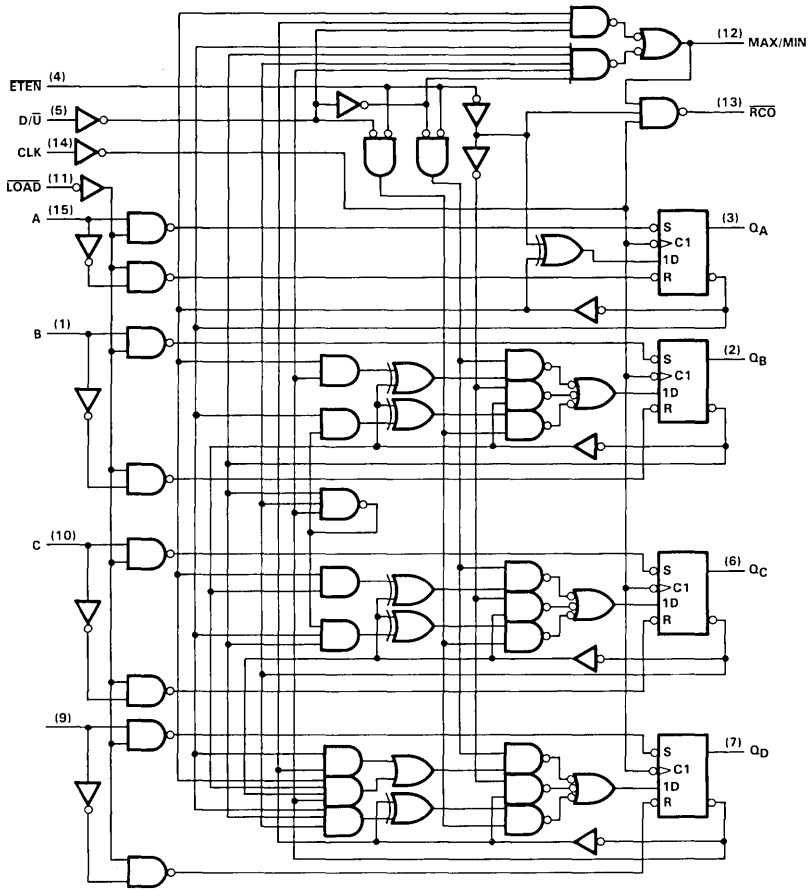 (12) MAX/MIN
ETEN (4)
D/U (5)
(13) RCO
CLK (14)
LOAD (11)
A (15)
S
C1
1D
R
(3) QA
B (1)
S
C1
1D
R
(2) QB
C (10)
S
C1
1D
R
(6) QC
(9)
S
C1
1D
R
(7) QD